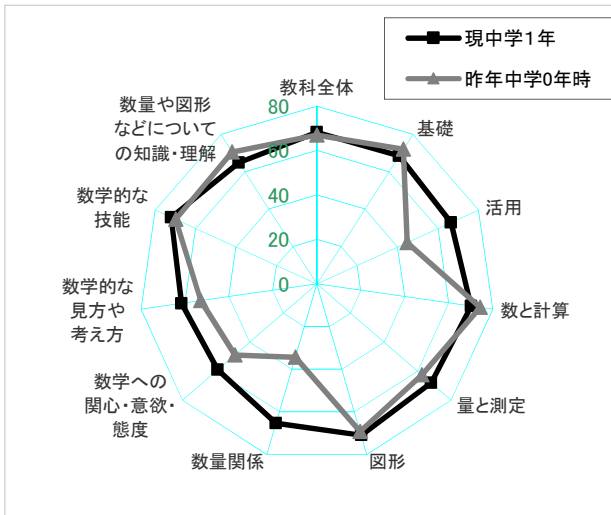 現中学1年
昨年中学0年時
教科全体
基礎
活用
数と計算
量と測定
図形
数量関係
数学への
関心・意欲・
態度
数学的な
見方や
考え方
数学的な
技能
数量や図形
などについて
の知識・理解
80
60
40
20
0